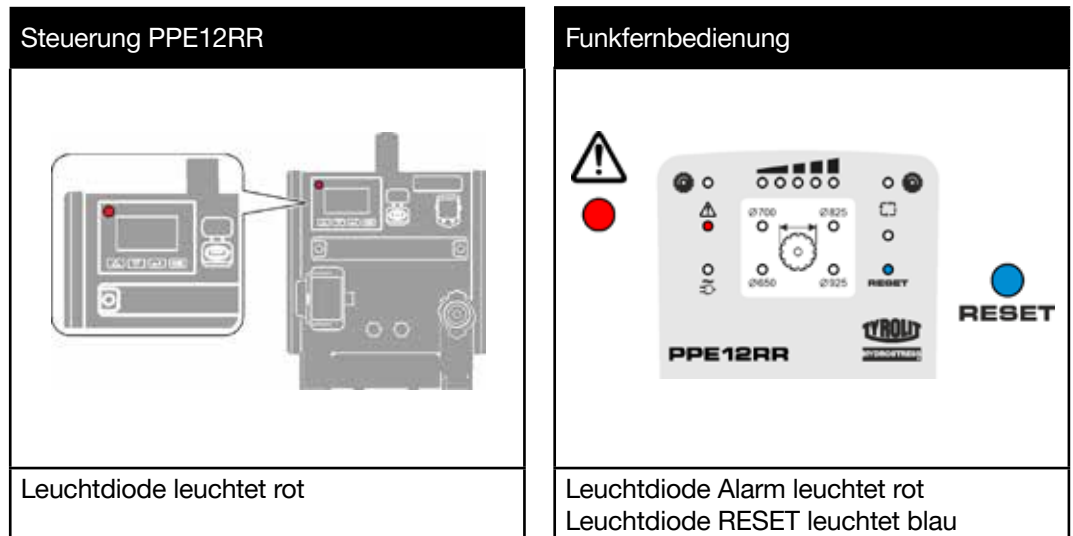 Steuerung PPE12RR
Funkfernbedienung
Ø700 Ø825
Ø650 Ø925
RESET
TYROLIT
HYDROSTRESS
PPE12RR
RESET
Leuchtdiode leuchtet rot
Leuchtdiode Alarm leuchtet rot
Leuchtdiode RESET leuchtet blau